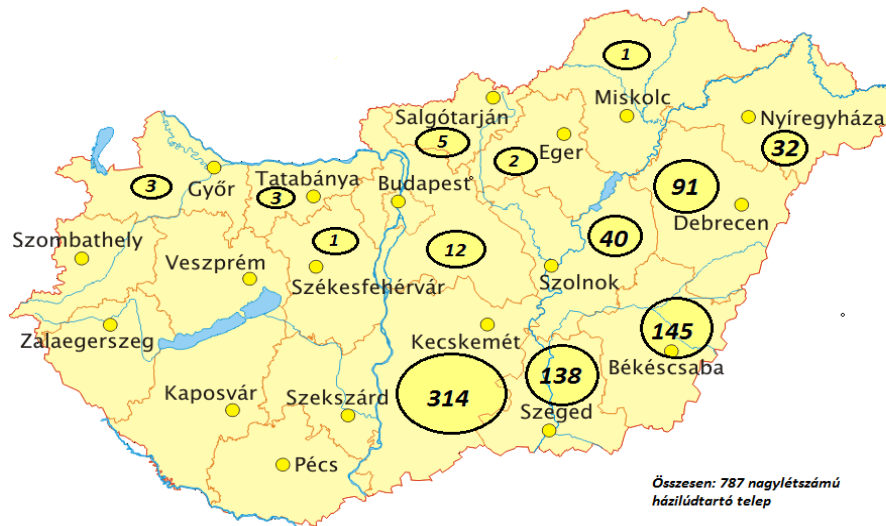 1
Miskolc
Salgótarján
Nyíregyháza
5
2
Eger
32
3
Győr
Tatabánya
3
Budapest
91
Debrecen
Szombathely
1
12
40
Veszprém
Székesfehérvár
Szolnok
Zalaegerszeg
Kecskemét
145
Békéscsaba
Kaposvár
Szekszárd
314
138
Szeged
Pécs
Összesen: 787 nagylétszámú
házilúdtartó telep